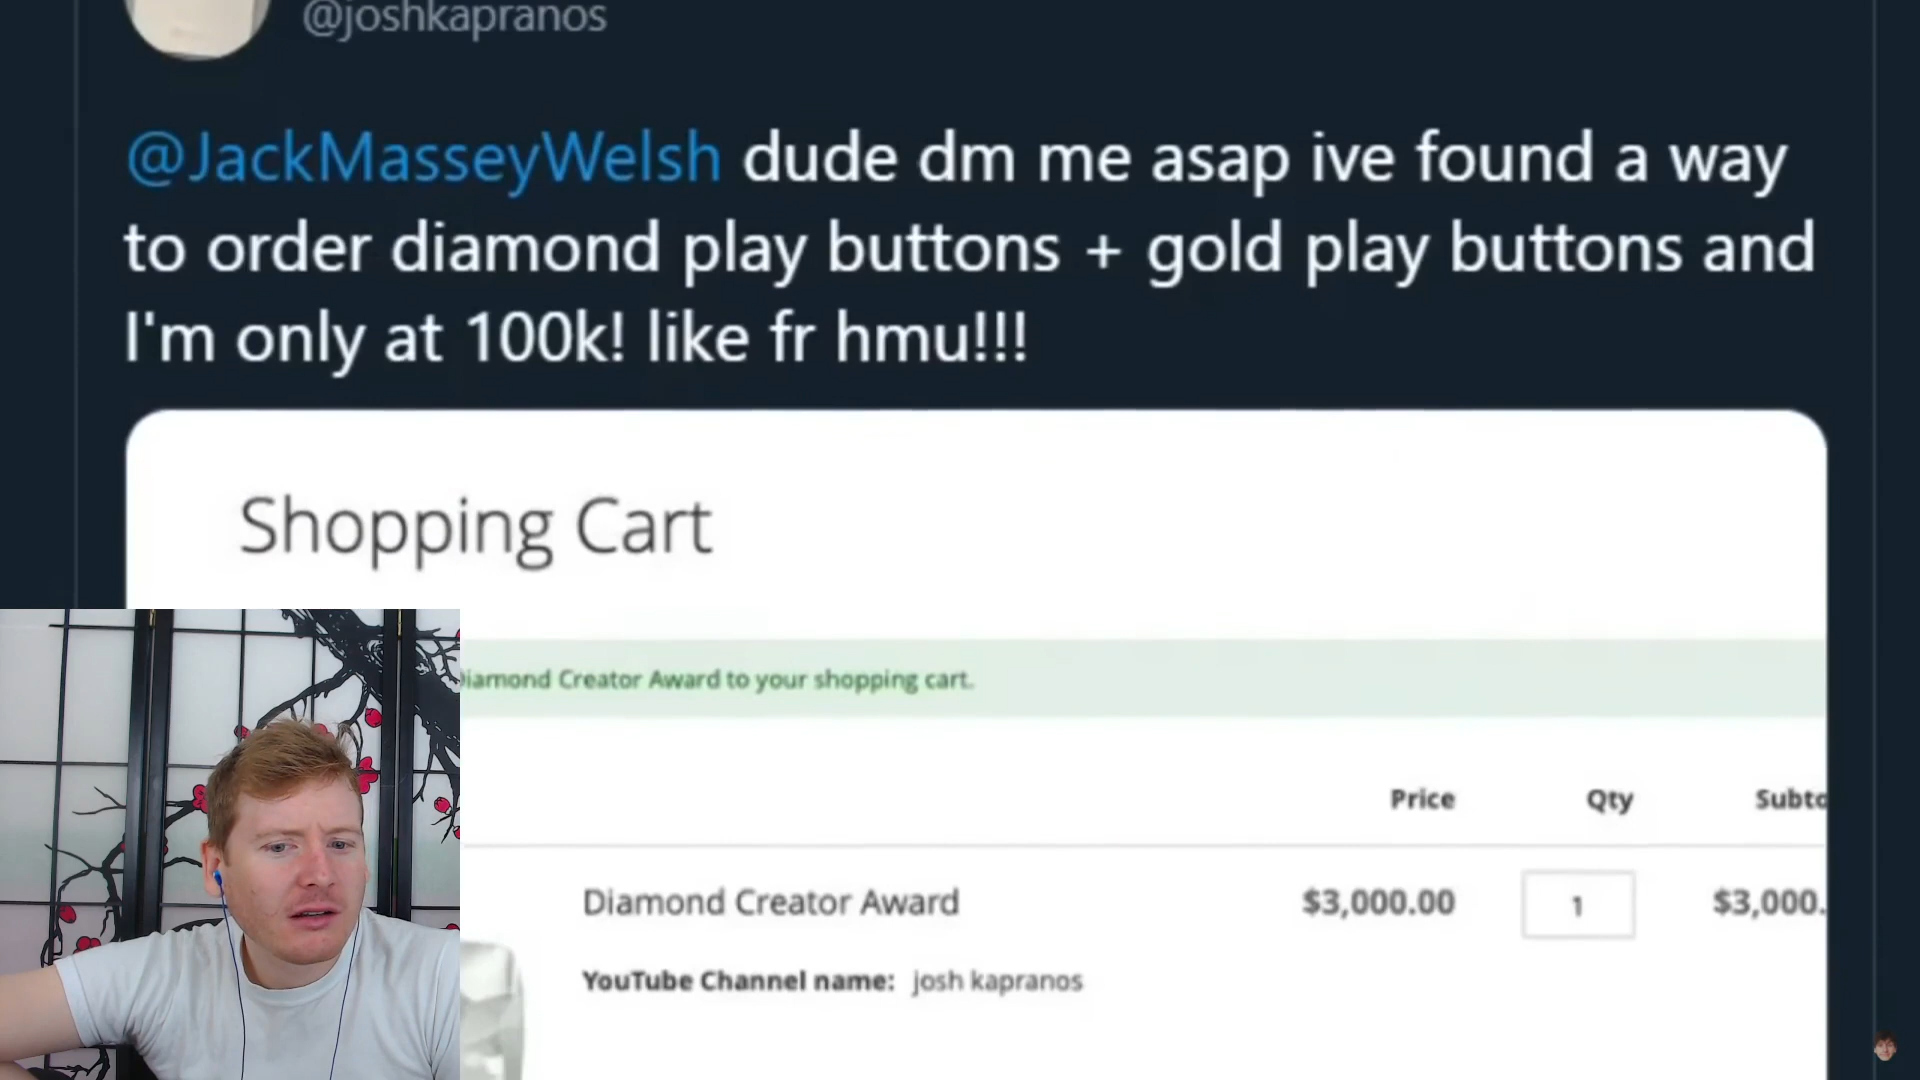 @joshkapranos
@JackMasseyWelsh dude dm me asap ive found a way
to order diamond play buttons + gold play buttons and
I'm only at 100k! like fr hmu!!!
Shopping Cart
Diamond Creator Award to your shopping cart.
Price Qty Subto
Diamond Creator Award $3,000.00 1 $3,000.
YouTube Channel name: josh kapranos